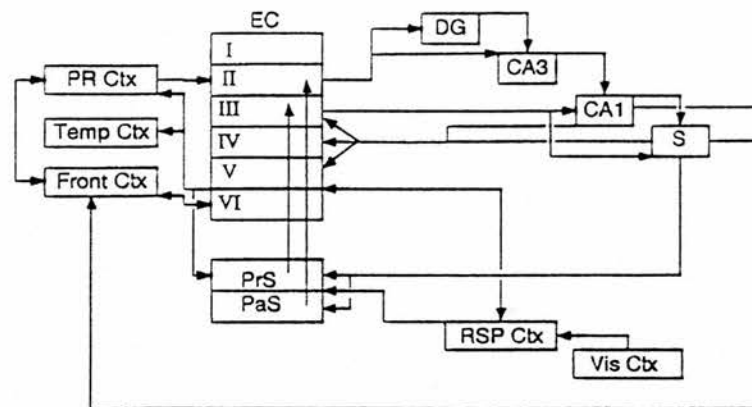 EC
DG
I
PR Ctx
II
CA3
III
CA1
Temp Ctx
IV
S
V
Front Ctx
VI
PrS
PaS
RSP Ctx
Vis Ctx